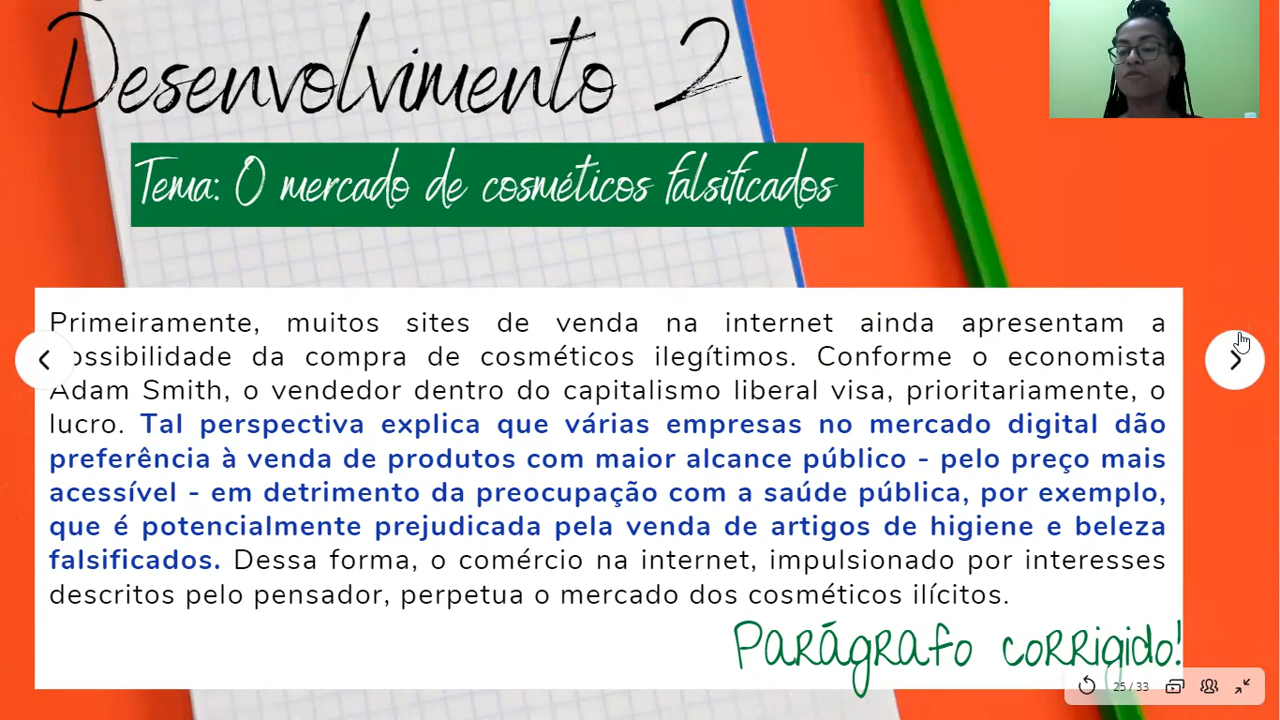 Desenvolvimento 2
Tema: O mercado de cosméticos falsificados
Primeiramente, muitos sites de venda na internet ainda apresentam a
ossibilidade da compra de cosméticos ilegítimos. Conforme o economista
Adam Smith, o vendedor dentro do capitalismo liberal visa, prioritariamente, o
lucro. Tal perspectiva explica que várias empresas no mercado digital dão
preferência à venda de produtos com maior alcance público - pelo preço mais
acessível - em detrimento da preocupação com a saúde pública, por exemplo,
que é potencialmente prejudicada pela venda de artigos de higiene e beleza
falsificados. Dessa forma, o comércio na internet, impulsionado por interesses
descritos pelo pensador, perpetua o mercado dos cosméticos ilícitos.
Parágrafo corrigido!
25 / 33